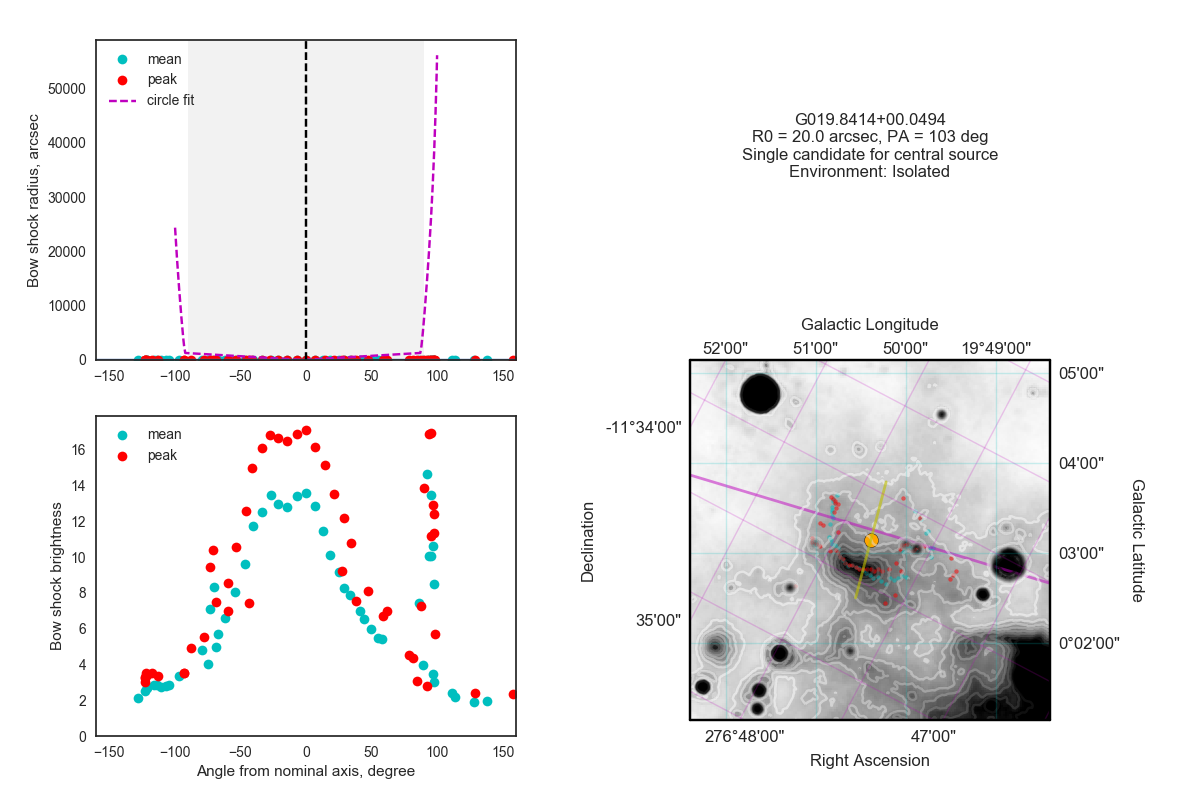 mean
peak
circle fit
Bow shock radius, arcsec
50000
40000
30000
20000
10000
0
−150
−100
−50
0
50
100
150
mean
peak
Bow shock brightness
16
14
12
10
8
6
4
2
0
−150
−100
−50
0
50
100
150
Angle from nominal axis, degree
G019.8414+00.0494
R0 = 20.0 arcsec, PA = 103 deg
Single candidate for central source
Environment: Isolated
Galactic Longitude
52'00"
51'00"
50'00"
19°49'00"
05'00"
04'00"
03'00"
0°02'00"
Galactic Latitude
-11°34'00"
35'00"
Declination
276°48'00"
47'00"
Right Ascension